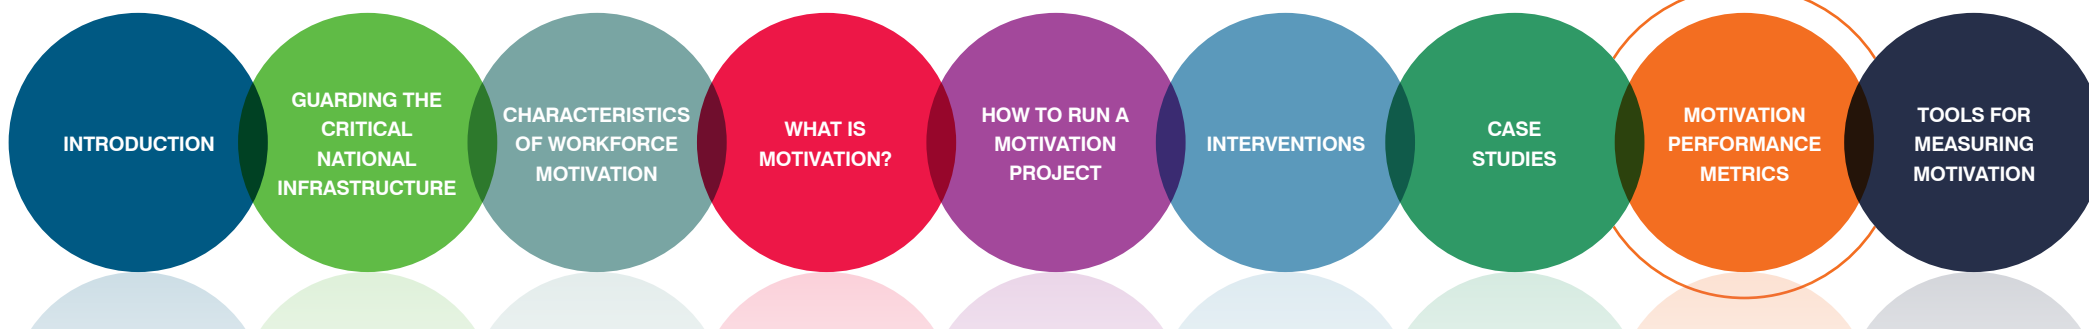 INTRODUCTION
GUARDING THE
CRITICAL
NATIONAL
INFRASTRUCTURE
CHARACTERISTICS
OF WORKFORCE
MOTIVATION
WHAT IS
MOTIVATION?
HOW TO RUN A
MOTIVATION
PROJECT
INTERVENTIONS
CASE
STUDIES
MOTIVATION
PERFORMANCE
METRICS
TOOLS FOR
MEASURING
MOTIVATION